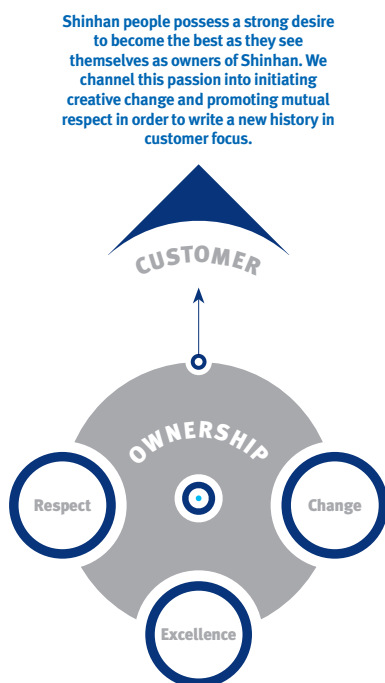 Shinhan people possess a strong desire
to become the best as they see
themselves as owners of Shinhan. We
channel this passion into initiating
creative change and promoting mutual
respect in order to write a new history in
customer focus.
CUSTOMER
OWNERSHIP
Respect
Change
Excellence